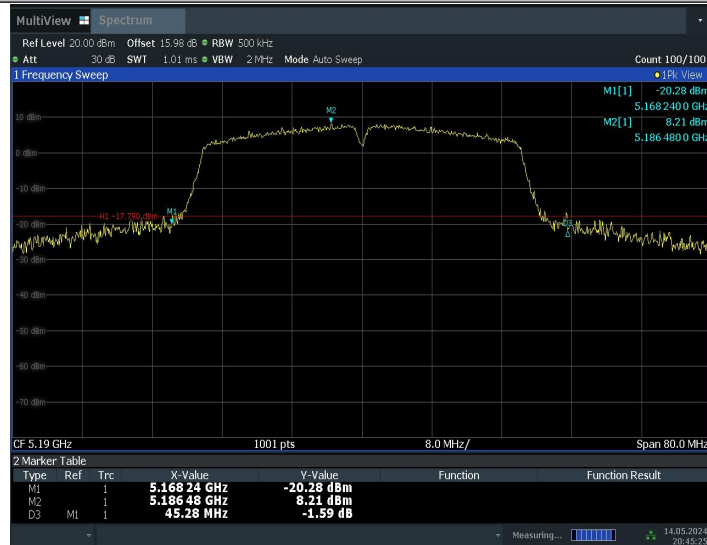 MultiView Spectrum
Ref Level 20.00 dBm Offset 15.98 dB RBW 500 kHz
Att 30 dB SWT 1.01 ms VBW 2 MHz Mode Auto Sweep Count 100/100
1 Frequency Sweep 1Pk View
M1[1] -20.28 dBm
5.168 240 0 GHz
M2[1] 8.21 dBm
5.186 480 0 GHz
M2
10 dBm
0 dBm
-10 dBm
H1 -17.790 dBm M1
-20 dBm D3
-30 dBm
-40 dBm
-50 dBm
-60 dBm
-70 dBm
CF 5.19 GHz 1001 pts 8.0 MHz/ Span 80.0 MHz
2 Marker Table
Type Ref Trc X-Value Y-Value Function Function Result
M1 1 5.168 24 GHz -20.28 dBm
M2 1 5.186 48 GHz 8.21 dBm
D3 M1 1 45.28 MHz -1.59 dB
Measuring... 14.05.2024
20:45:25